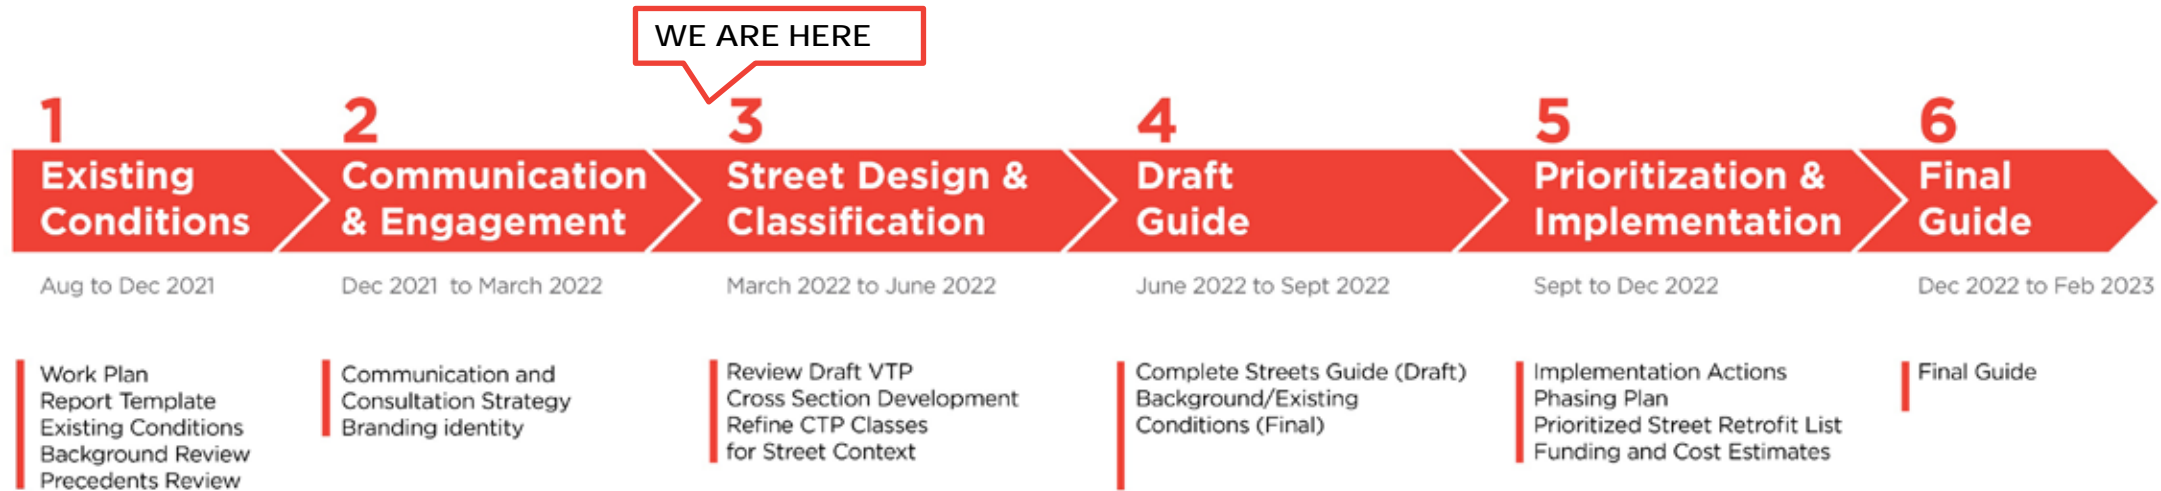 WE ARE HERE
1
Existing
Conditions
Aug to Dec 2021
Work Plan
Report Template
Existing Conditions
Background Review
Precedents Review
2
Communication
& Engagement
Dec 2021 to March 2022
Communication and
Consultation Strategy
Branding identity
3
Street Design &
Classification
March 2022 to June 2022
Review Draft VTP
Cross Section Development
Refine CTP Classes
for Street Context
4
Draft
Guide
June 2022 to Sept 2022
Complete Streets Guide (Draft)
Background/Existing
Conditions (Final)
5
Prioritization &
Implementation
Sept to Dec 2022
Implementation Actions
Phasing Plan
Prioritized Street Retrofit List
Funding and Cost Estimates
6
Final
Guide
Dec 2022 to Feb 2023
Final Guide